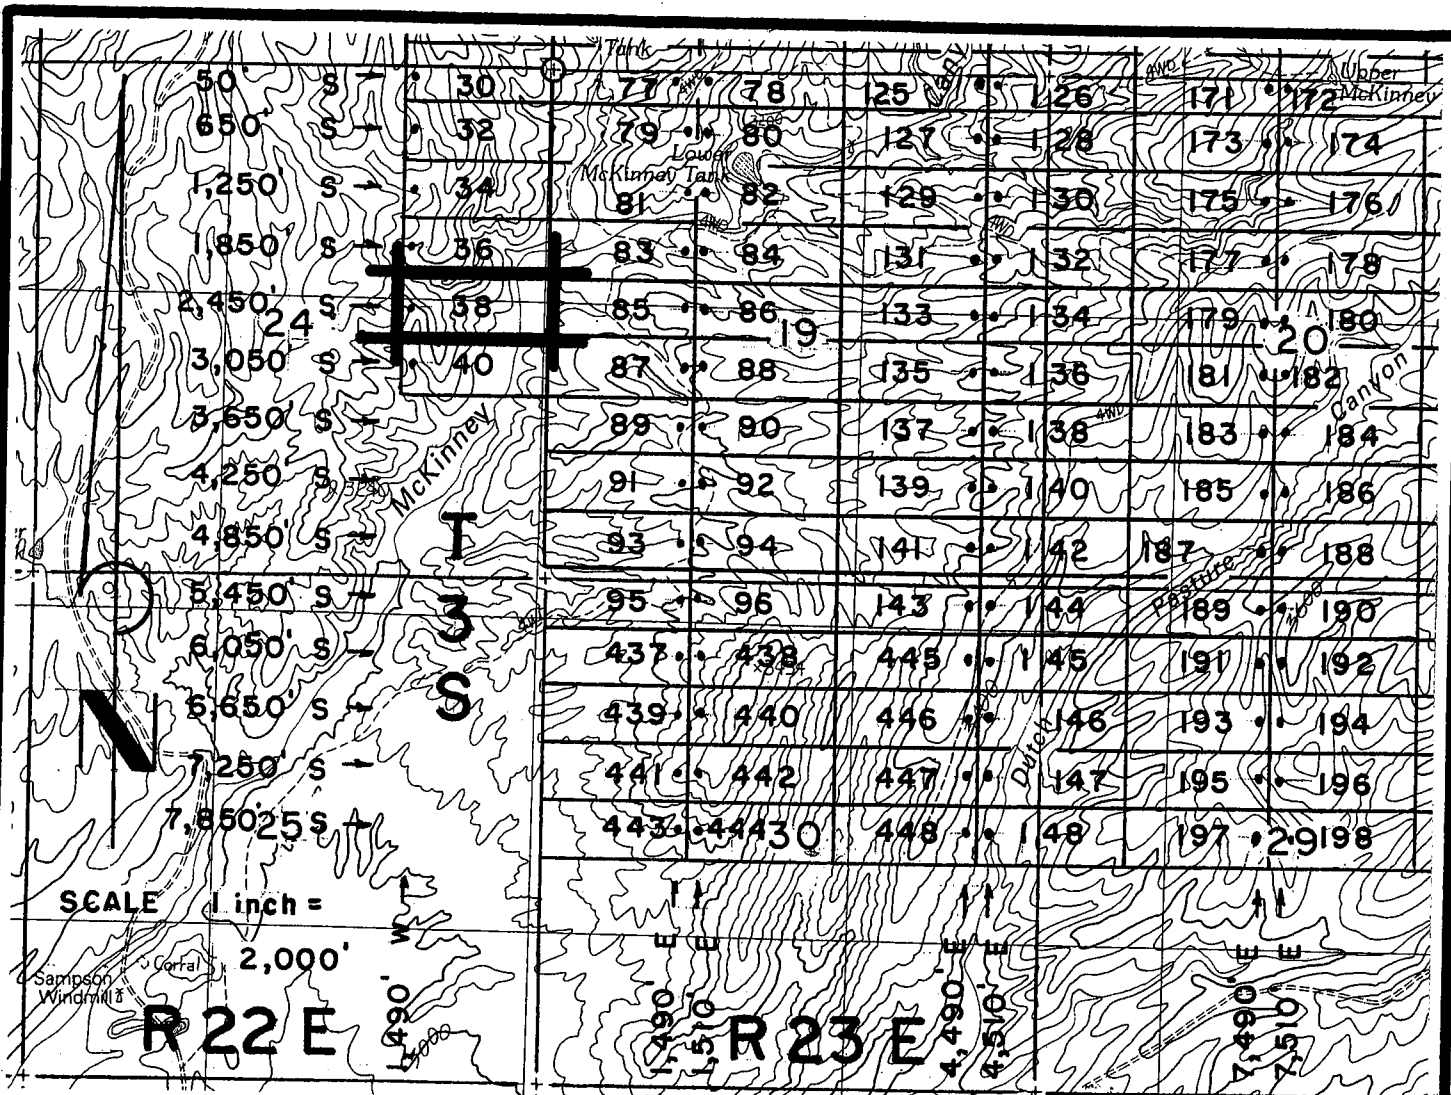 Tank
4WD
Upper
50' S 30 77 78 125 126 171 172 McKinney
4WD
650' S 32 79 80 127 128 173 174
Lower
McKinney Tank
1,250' S 34 81 82 129 130 175 176
4WD 4WD
1,850' S 36 83 84 131 132 177 178
2,450' S 38 85 86 133 134 179 180
24 19 20
3,050' S 40 87 88 135 136 181 182
Canyon
4WD
3,650' S 89 90 137 138 183 184
McKinney
4,250' S 91 92 139 140 185 186
4,850' S 93 94 141 142 187 188
T
Pasture
5,450' S 95 96 143 144 189 190
3
6,050' S 437 438 445 145 191 192
S
6,650' S 439 440 446 146 193 194
N
Dutch
7,250' S 441 442 447 147 195 196
7,850' S 443 444 448 148 197 198
25 30 29
SCALE 1 inch =
2,000'
Corral
Sampson
Windmill
1,490' W
1,490' E
1,510' E
4,490' E
4,510' E
7,490' E
7,510' E
R 22 E R 23 E